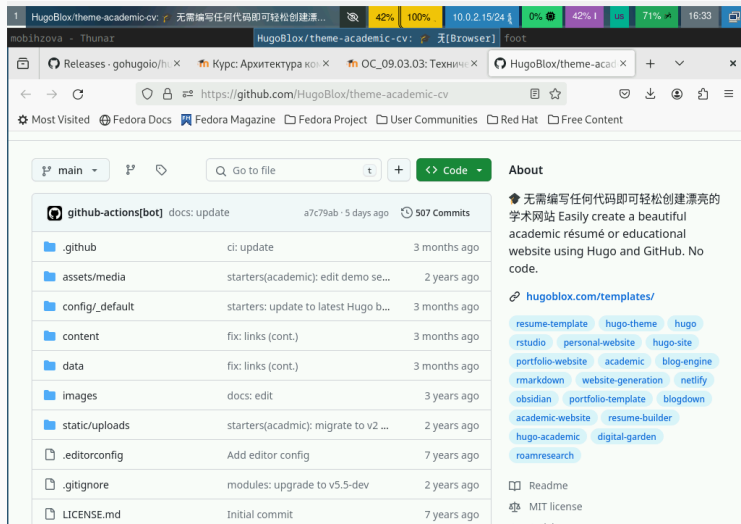 1 HugoBlox/theme-academic-cv: 🎓 无需编写任何代码即可轻松创建漂... 42% 100% 10.0.2.15/24 0% 42% us 71% 16:33
mobihzova - Thunar HugoBlox/theme-academic-cv: 🎓 无[Browser] foot
Releases · gohugoio/hu Курс: Архитектура ко ОС_09.03.03: Техниче HugoBlox/theme-acad
https://github.com/HugoBlox/theme-academic-cv
Most Visited Fedora Docs Fedora Magazine Fedora Project User Communities Red Hat Free Content
main Go to file t + Code
About
github-actions[bot] docs: update a7c79ab · 5 days ago 507 Commits
.github ci: update 3 months ago
assets/media starters(academic): edit demo se... 2 years ago
config/_default starters: update to latest Hugo b... 3 months ago
content fix: links (cont.) 3 months ago
data fix: links (cont.) 3 months ago
images docs: edit 3 years ago
static/uploads starters(acadmic): migrate to v2 ... 2 years ago
.editorconfig Add editor config 7 years ago
.gitignore modules: upgrade to v5.5-dev 2 years ago
LICENSE.md Initial commit 7 years ago
🎓 无需编写任何代码即可轻松创建漂亮的
学术网站 Easily create a beautiful
academic résumé or educational
website using Hugo and GitHub. No
code.
hugoblox.com/templates/
resume-template hugo-theme hugo
rstudio personal-website hugo-site
portfolio-website academic blog-engine
rmarkdown website-generation netlify
obsidian portfolio-template blogdown
academic-website resume-builder
hugo-academic digital-garden
roamresearch
Readme
MIT license